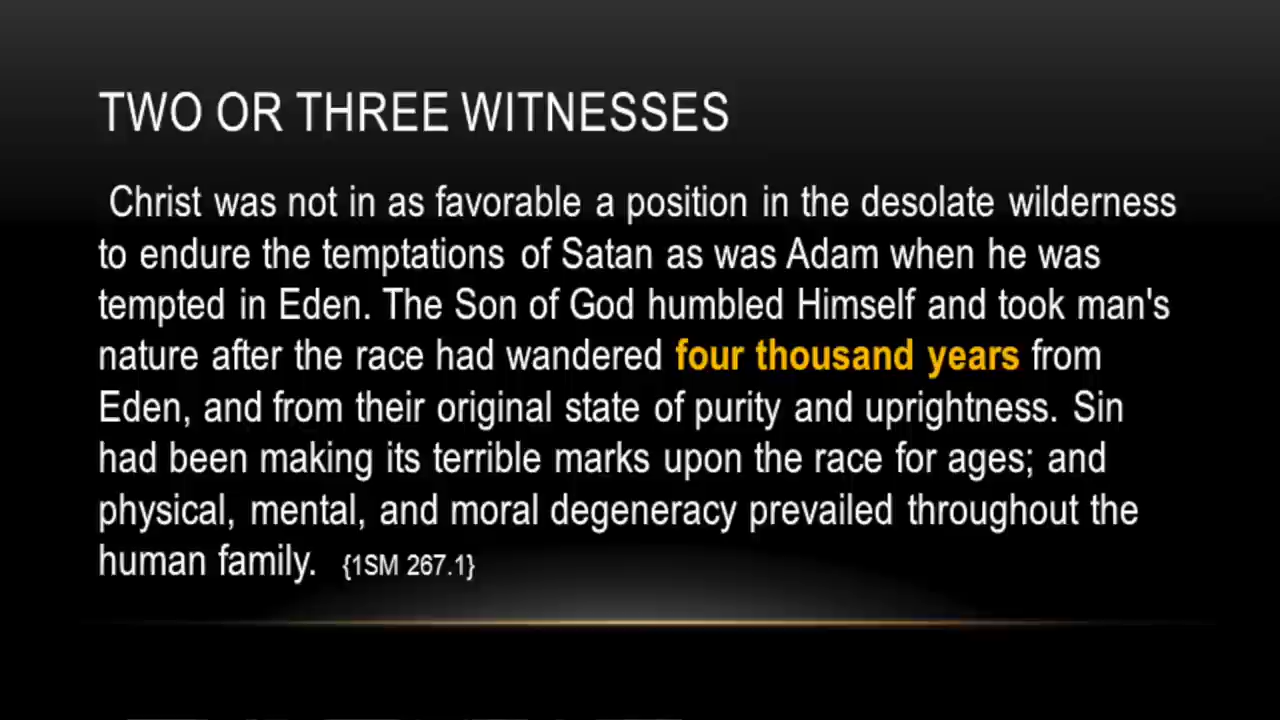 TWO OR THREE WITNESSES
Christ was not in as favorable a position in the desolate wilderness
to endure the temptations of Satan as was Adam when he was
tempted in Eden. The Son of God humbled Himself and took man's
nature after the race had wandered four thousand years from
Eden, and from their original state of purity and uprightness. Sin
had been making its terrible marks upon the race for ages; and
physical, mental, and moral degeneracy prevailed throughout the
human family. {1SM 267.1}